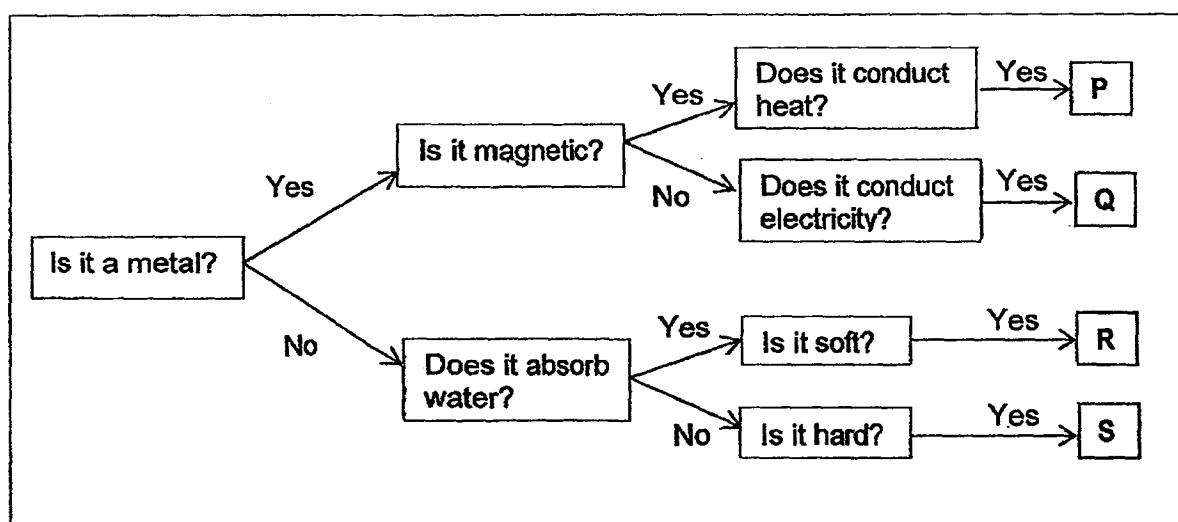 Does it conduct
heat?
Yes
P
Yes
Is it magnetic?
Yes
No
Does it conduct
electricity?
Yes
Q
Is it a metal?
No
Does it absorb
water?
Yes
Is it soft?
Yes
R
No
Is it hard?
Yes
S